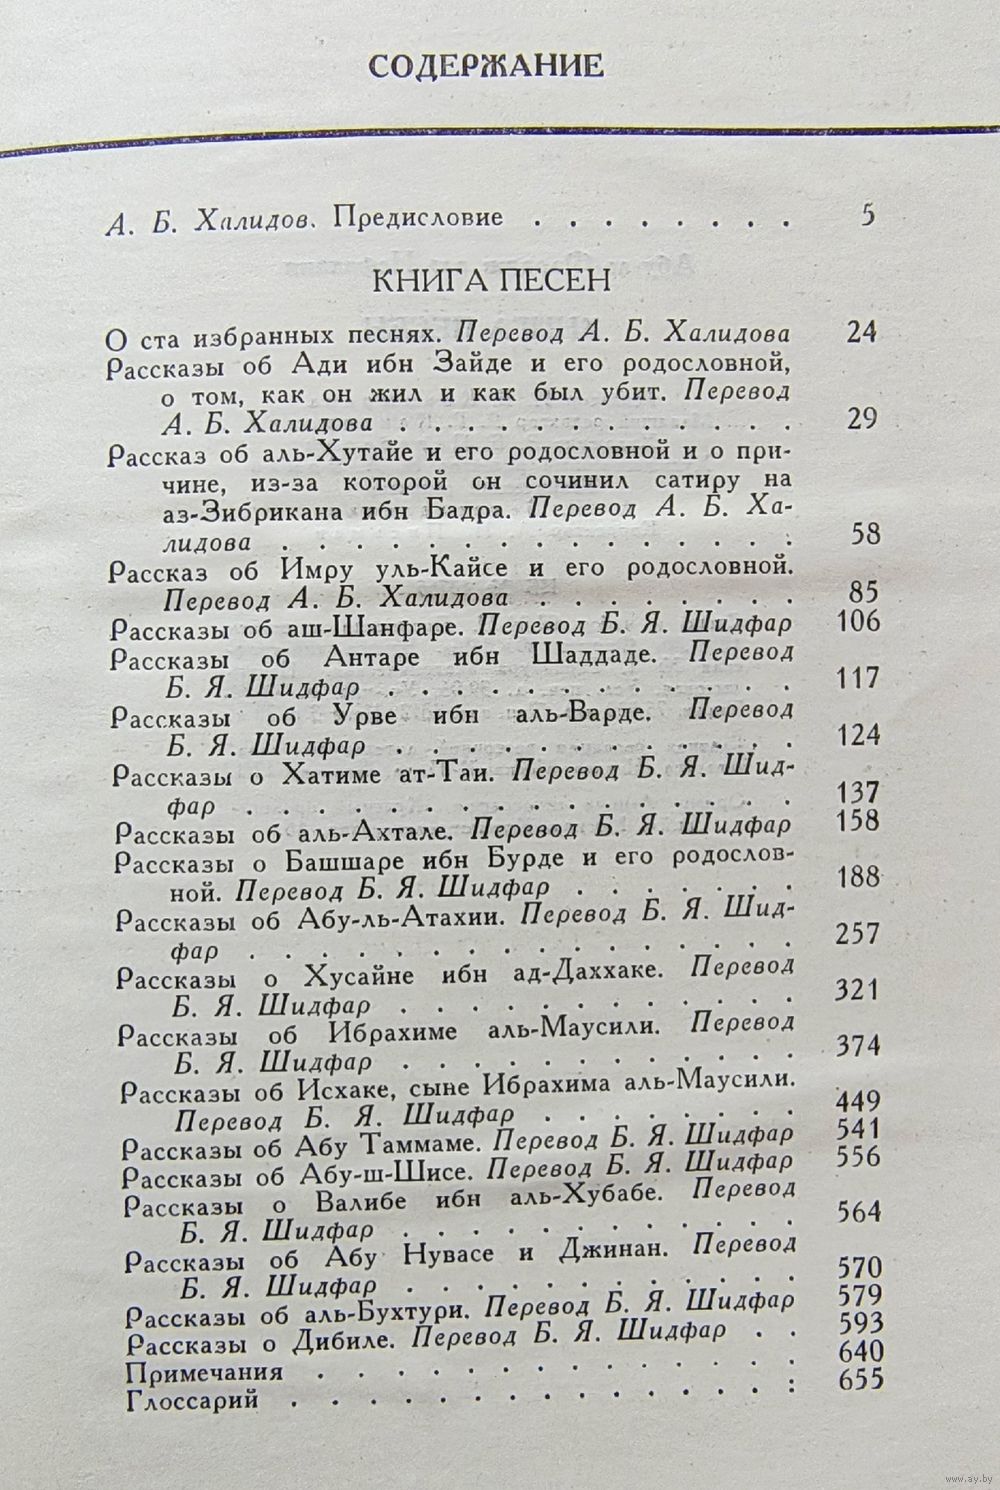 СОДЕРЖАНИЕ
А. Б. Халидов. Предисловие . . . . . . . . 5
КНИГА ПЕСЕН
О ста избранных песнях. Перевод А. Б. Халидова 24
Рассказы об Ади ибн Зайде и его родословной,
о том, как он жил и как был убит. Перевод
А. Б. Халидова . . . . . . . . . . . . 29
Рассказ об аль-Хутайе и его родословной и о при-
чине, из-за которой он сочинил сатиру на
аз-Зибрикана ибн Бадра. Перевод А. Б. Ха-
лидова . . . . . . . . . . . . . . . 58
Рассказ об Имру уль-Кайсе и его родословной.
Перевод А. Б. Халидова . . . . . . . . 85
Рассказы об аш-Шанфаре. Перевод Б. Я. Шидфар 106
Рассказы об Антаре ибн Шаддаде. Перевод
Б. Я. Шидфар . . . . . . . . . . . . 117
Рассказы об Урве ибн аль-Варде. Перевод
Б. Я. Шидфар . . . . . . . . . . . . 124
Рассказы о Хатиме ат-Таи. Перевод Б. Я. Шид-
фар . . . . . . . . . . . . . . . . 137
Рассказы об аль-Ахтале. Перевод Б. Я. Шидфар 158
Рассказы о Башшаре ибн Бурде и его родослов-
ной. Перевод Б. Я. Шидфар . . . . . . . 188
Рассказы об Абу-ль-Атахии. Перевод Б. Я. Шид-
фар . . . . . . . . . . . . . . . . 257
Рассказы о Хусайне ибн ад-Даххаке. Перевод
Б. Я. Шидфар . . . . . . . . . . . . 321
Рассказы об Ибрахиме аль-Маусили. Перевод
Б. Я. Шидфар . . . . . . . . . . . . 374
Рассказы об Исхаке, сыне Ибрахима аль-Маусили.
Перевод Б. Я. Шидфар . . . . . . . . 449
Рассказы об Абу Таммаме. Перевод Б. Я. Шидфар 541
Рассказы об Абу-ш-Шисе. Перевод Б. Я. Шидфар 556
Рассказы о Валибе ибн аль-Хубабе. Перевод
Б. Я. Шидфар . . . . . . . . . . . . 564
Рассказы об Абу Нувасе и Джинан. Перевод
Б. Я. Шидфар . . . . . . . . . . . . 570
Рассказы об аль-Бухтури. Перевод Б. Я. Шидфар 579
Рассказы о Дибиле. Перевод Б. Я. Шидфар . . 593
Примечания . . . . . . . . . . . . . 640
Глоссарий . . . . . . . . . . . . . : 655
www.ay.by